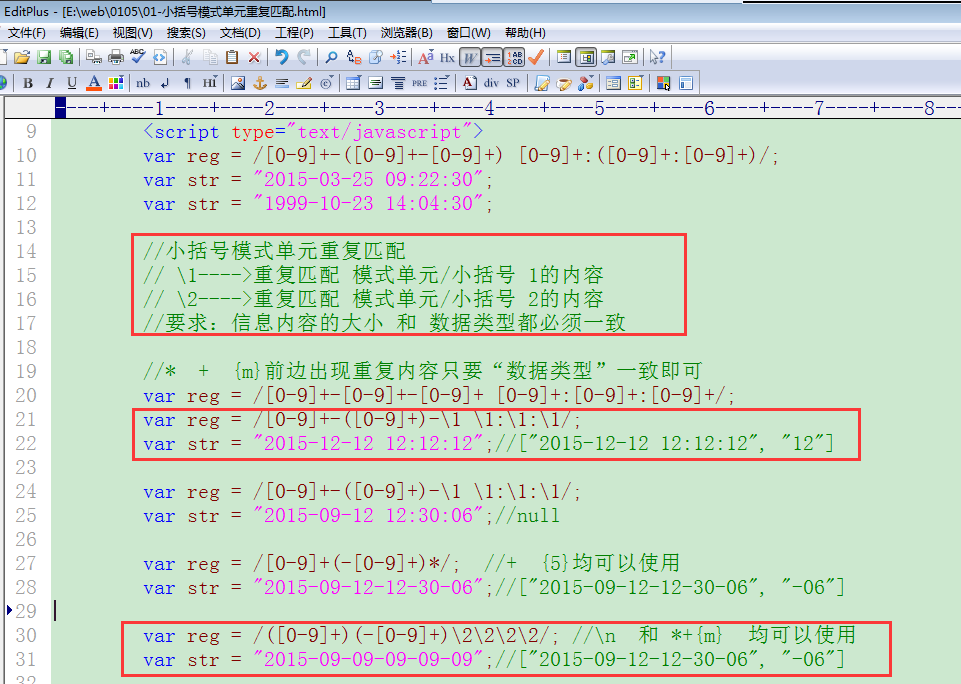 EditPlus - [E:\web\0105\01-小括号模式单元重复匹配.html]
文件(F) 编辑(E) 视图(V) 搜索(S) 文档(D) 工程(P) 工具(T) 浏览器(B) 窗口(W) 帮助(H)
Hx W
B I U A nb ¶ HI PRE A div SP
----+----1----+----2----+----3----+----4----+----5----+----6----+----7----+----8--
9 <script type="text/javascript">
10 var reg = /[0-9]+-([0-9]+-[0-9]+) [0-9]+:([0-9]+:[0-9]+)/;
11 var str = "2015-03-25 09:22:30";
12 var str = "1999-10-23 14:04:30";
13
14 //小括号模式单元重复匹配
15 // \1---->重复匹配 模式单元/小括号 1的内容
16 // \2---->重复匹配 模式单元/小括号 2的内容
17 //要求：信息内容的大小 和 数据类型都必须一致
18
19 //* + {m}前边出现重复内容只要“数据类型”一致即可
20 var reg = /[0-9]+-[0-9]+-[0-9]+ [0-9]+:[0-9]+:[0-9]+/;
21 var reg = /[0-9]+-([0-9]+)-\1 \1:\1:\1/;
22 var str = "2015-12-12 12:12:12";//["2015-12-12 12:12:12", "12"]
23
24 var reg = /[0-9]+-([0-9]+)-\1 \1:\1:\1/;
25 var str = "2015-09-12 12:30:06";//null
26
27 var reg = /[0-9]+(-[0-9]+)*/; //+ {5}均可以使用
28 var str = "2015-09-12-12-30-06";//["2015-09-12-12-30-06", "-06"]
29
30 var reg = /([0-9]+)(-[0-9]+)\2\2\2\2/; //\n 和 *+{m} 均可以使用
31 var str = "2015-09-09-09-09-09";//["2015-09-12-12-30-06", "-06"]
32